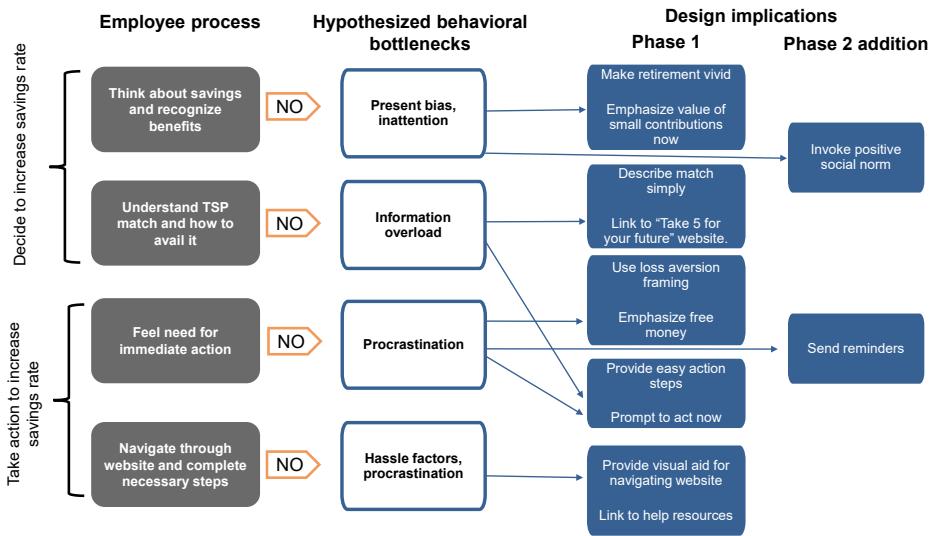 Employee process
Hypothesized behavioral
bottlenecks
Design implications
Phase 1
Phase 2 addition
Decide to increase savings rate
Think about savings
and recognize
benefits
NO
Present bias,
inattention
Make retirement vivid
Emphasize value of
small contributions
now
Invoke positive
social norm
Understand TSP
match and how to
avail it
NO
Information
overload
Describe match
simply
Link to “Take 5 for
your future” website.
Take action to increase
savings rate
Feel need for
immediate action
NO
Procrastination
Use loss aversion
framing
Emphasize free
money
Send reminders
Provide easy action
steps
Prompt to act now
Navigate through
website and complete
necessary steps
NO
Hassle factors,
procrastination
Provide visual aid for
navigating website
Link to help resources